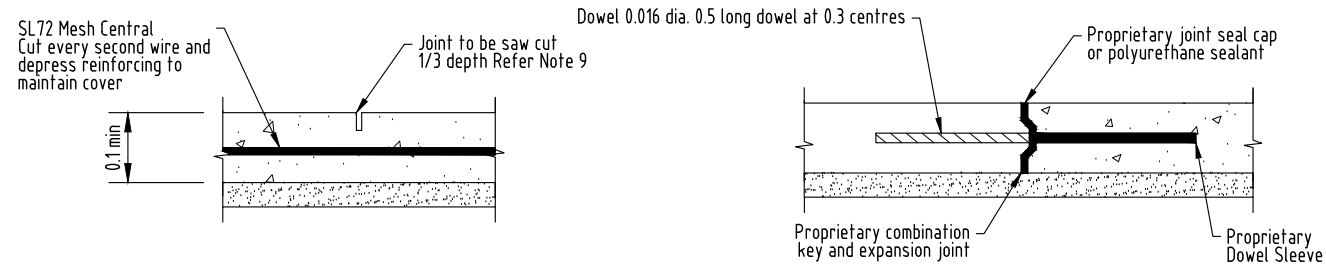 SL72 Mesh Central
Cut every second wire and
depress reinforcing to
maintain cover
Joint to be saw cut
1/3 depth Refer Note 9
0.1 min
Dowel 0.016 dia. 0.5 long dowel at 0.3 centres
Proprietary joint seal cap
or polyurethane sealant
Proprietary combination
key and expansion joint
Proprietary
Dowel Sleeve